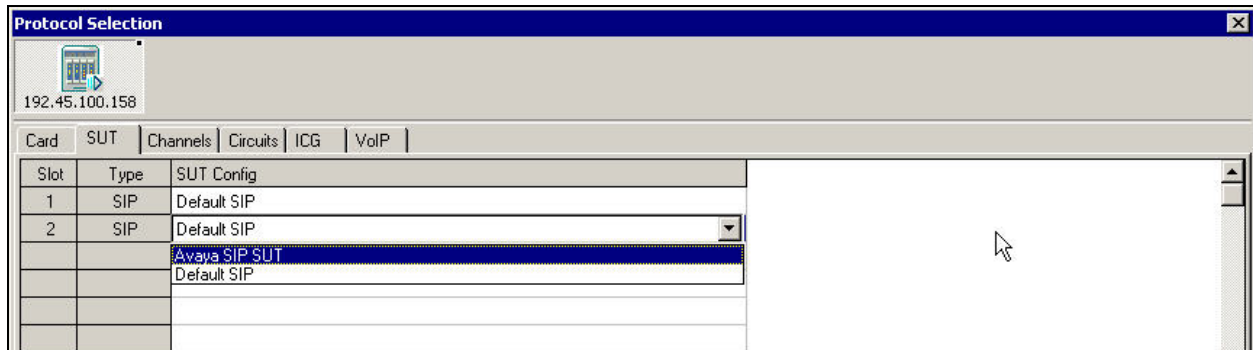 Protocol Selection
192.45.100.158
Card SUT Channels Circuits ICG VoIP
Slot Type SUT Config
1 SIP Default SIP
2 SIP Default SIP
Avaya SIP SUT
Default SIP